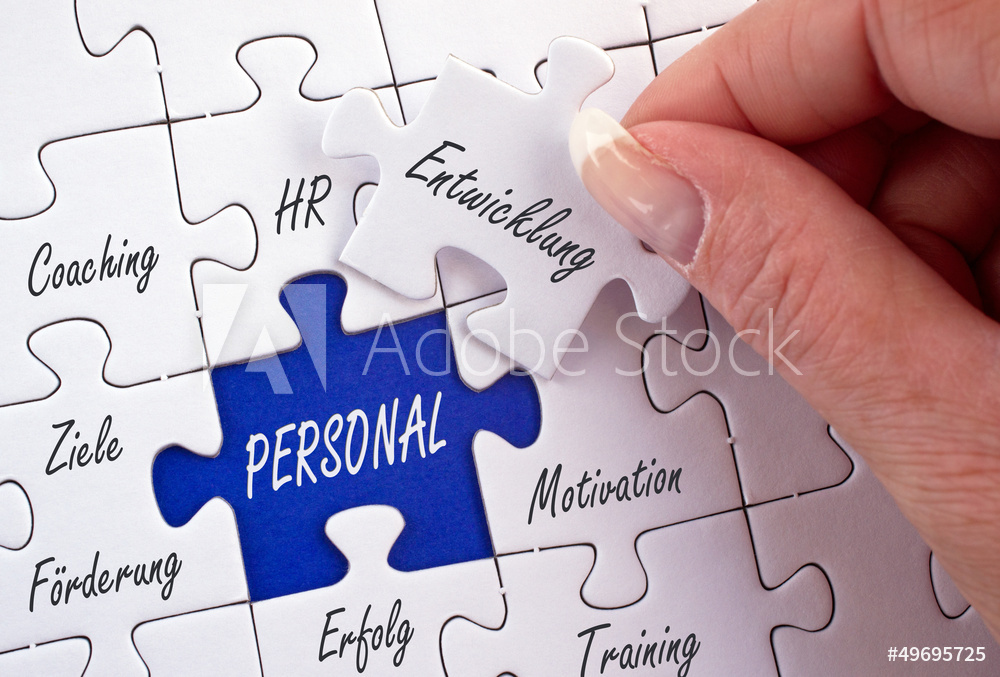 Entwicklung
HR
Coaching
Adobe Stock
PERSONAL
Ziele
Motivation
Förderung
Erfolg
Training
#49695725